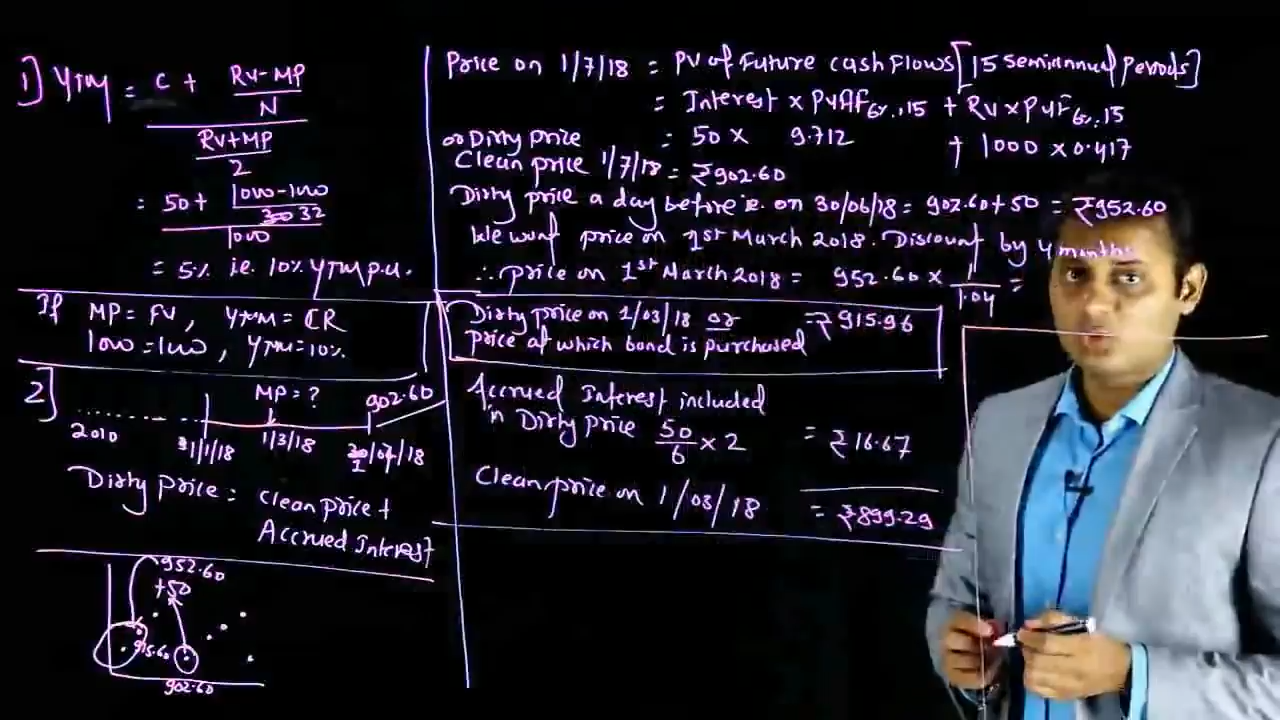 1] YTM = C + RV-MP
N
RV+MP
2
= 50 + 1000-1000
32
1000
= 5% i.e. 10% YTM p.a.
If MP = FV, YTM = CR
1000 = 1000, YTM = 10%
2] MP = ? 902.60
2010 1/1/18 1/3/18 1/07/18
Dirty price = clean price +
Accrued Interest
952.60
+50
915.60
902.60
Price on 1/7/18 = PV of Future cash Flows [15 Semiannual Periods]
= Interest x PVAF6%,15 + RV x PVF6%,15
or Dirty price = 50 x 9.712 + 1000 x 0.417
Clean price 1/7/18 = ₹902.60
Dirty price a day before i.e. on 30/06/18 = 902.60 + 50 = ₹952.60
We want price on 1st March 2018. Discount by 4 months
∴ price on 1st March 2018 = 952.60 x 1 =
1.04
Dirty price on 1/03/18 or = ₹915.96
price at which bond is purchased
Accrued Interest included
in Dirty price 50/6 x 2 = ₹16.67
Clean price on 1/03/18 = ₹899.29